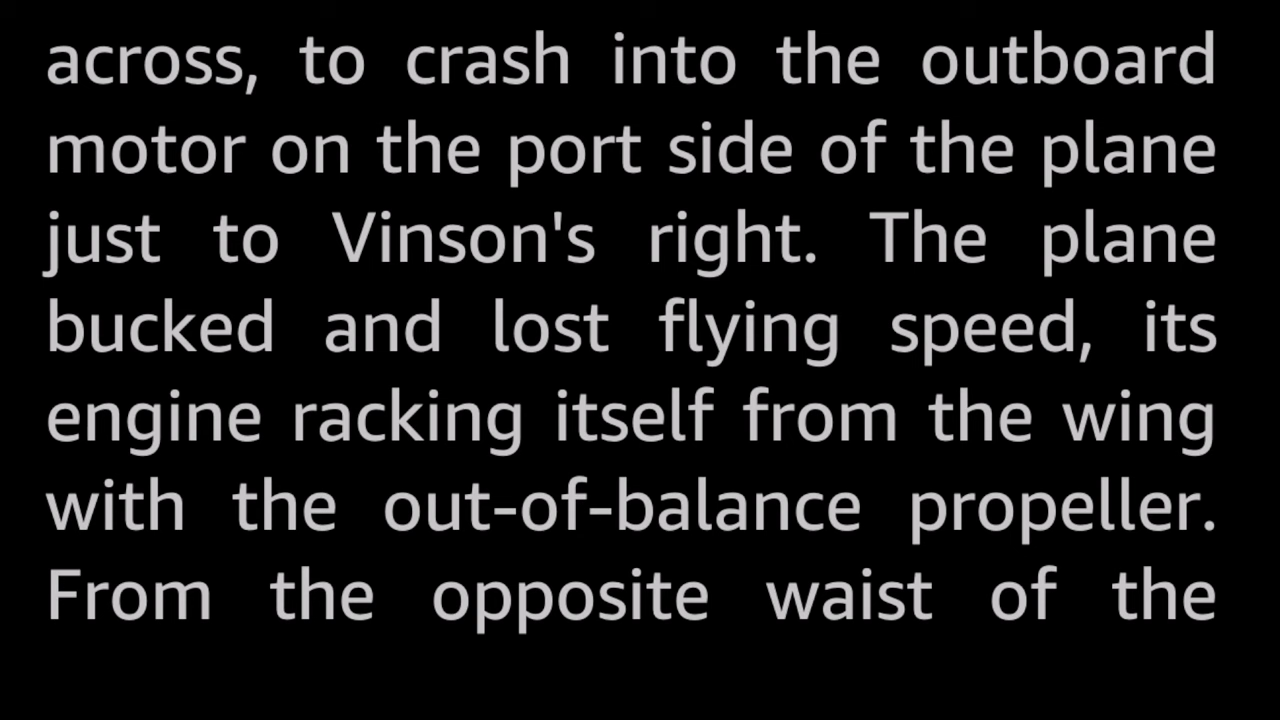 across, to crash into the outboard
motor on the port side of the plane
just to Vinson's right. The plane
bucked and lost flying speed, its
engine racking itself from the wing
with the out-of-balance propeller.
From the opposite waist of the